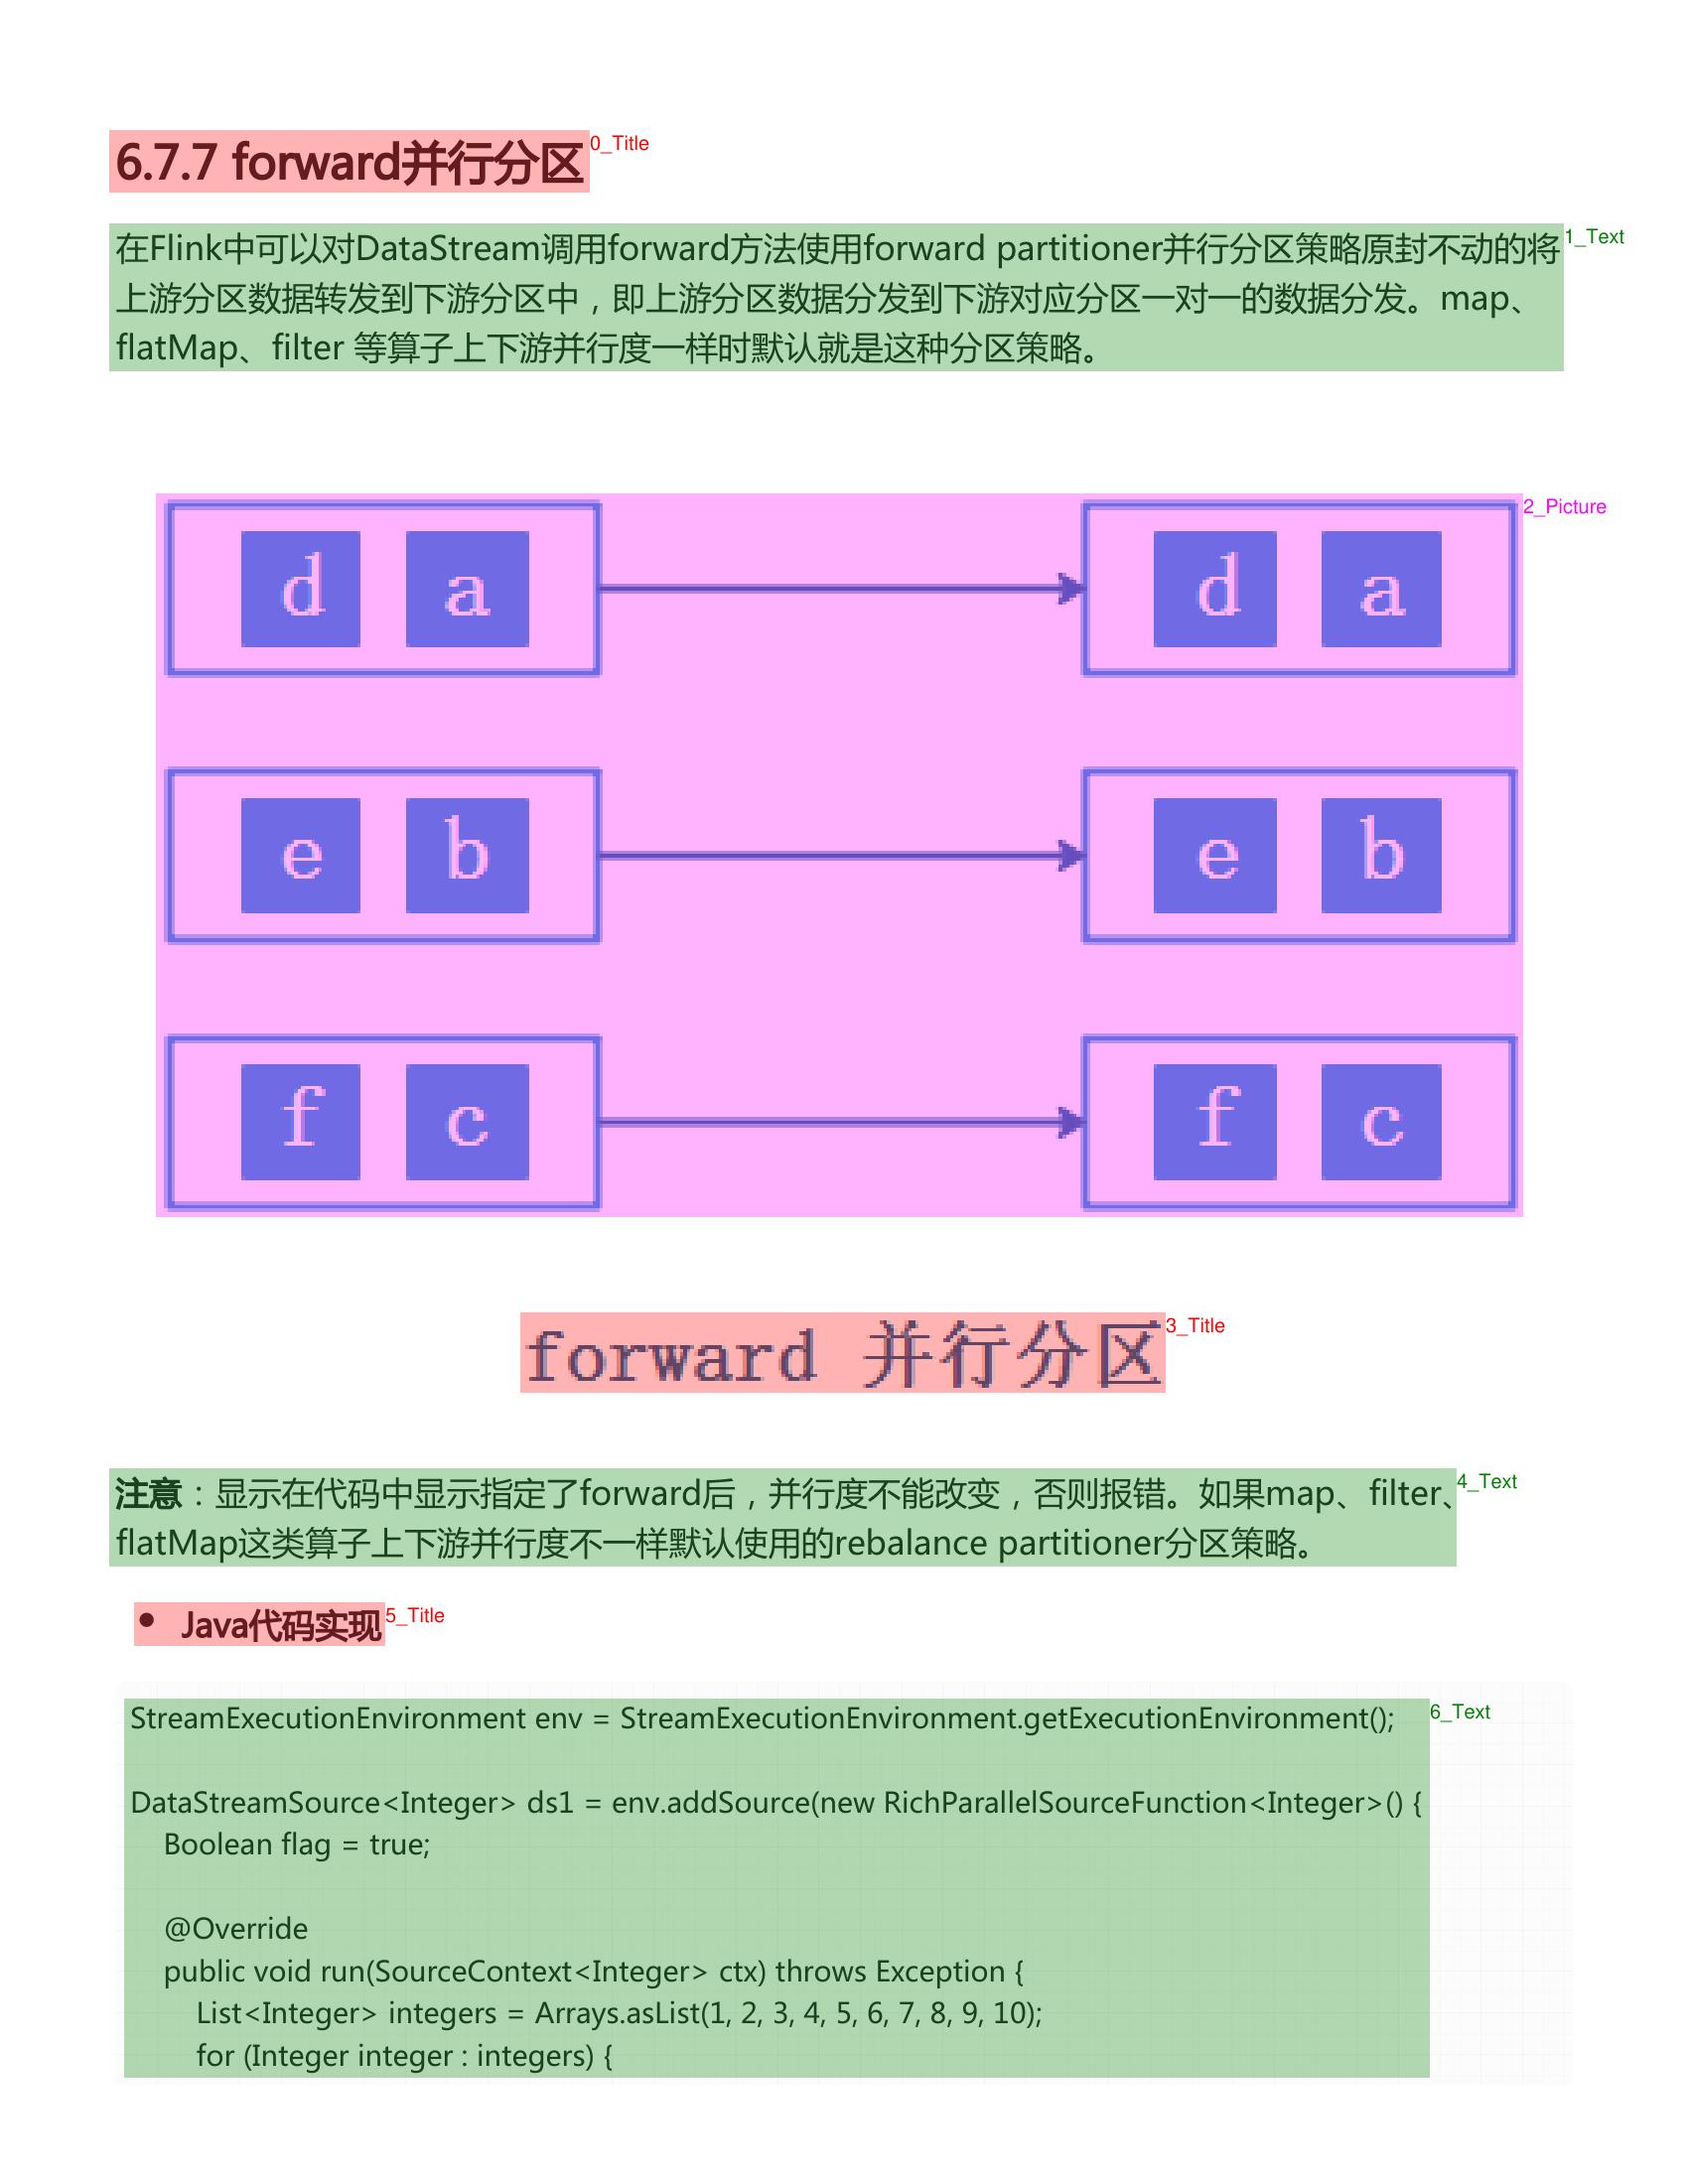 6.7.7 forward并行分区
0_Title
在Flink中可以对DataStream调用forward方法使用forward partitioner并行分区策略原封不动的将
1_Text
上游分区数据转发到下游分区中，即上游分区数据分发到下游对应分区一对一的数据分发。map、
flatMap、filter 等算子上下游并行度一样时默认就是这种分区策略。
2_Picture
d a d a
e b e b
f c f c
forward 并行分区
3_Title
注意：显示在代码中显示指定了forward后，并行度不能改变，否则报错。如果map、filter、
4_Text
flatMap这类算子上下游并行度不一样默认使用的rebalance partitioner分区策略。
• Java代码实现
5_Title
StreamExecutionEnvironment env = StreamExecutionEnvironment.getExecutionEnvironment();
6_Text
DataStreamSource<Integer> ds1 = env.addSource(new RichParallelSourceFunction<Integer>() {
Boolean flag = true;
@Override
public void run(SourceContext<Integer> ctx) throws Exception {
List<Integer> integers = Arrays.asList(1, 2, 3, 4, 5, 6, 7, 8, 9, 10);
for (Integer integer : integers) {